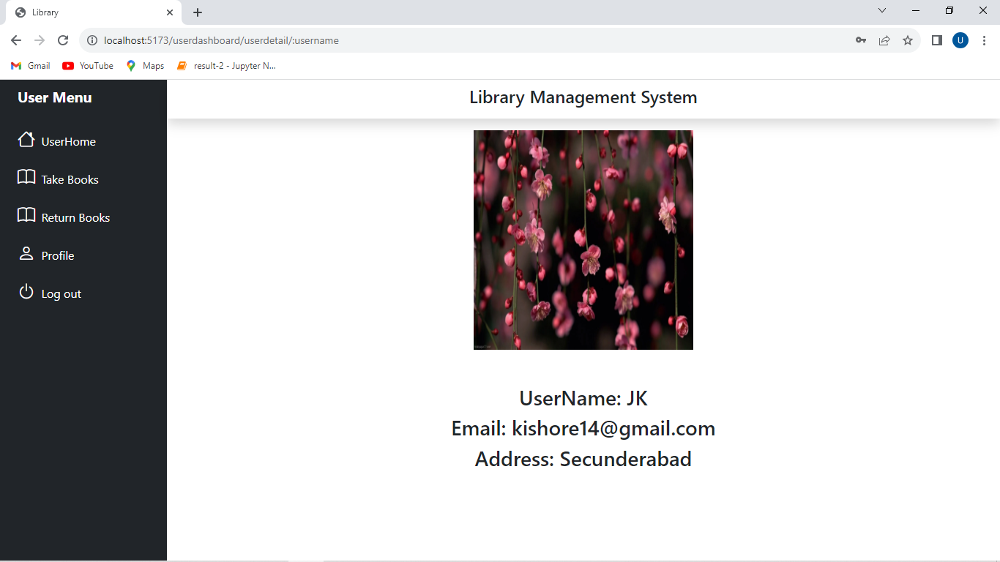 Library
localhost:5173/userdashboard/userdetail/:username
U
Gmail
YouTube
Maps
result-2 - Jupyter N...
User Menu
Library Management System
UserHome
Take Books
Return Books
Profile
Log out
UserName: JK
Email: kishore14@gmail.com
Address: Secunderabad